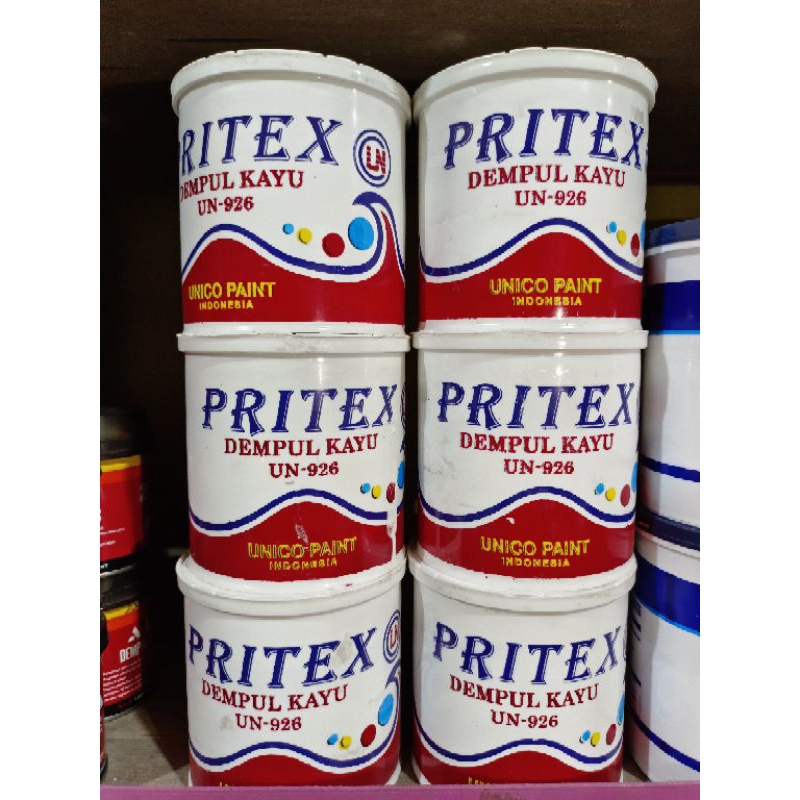 PRITEX
UN
DEMPUL KAYU
UN-926
UNICO PAINT
INDONESIA
PRITEX
DEMPUL KAYU
UN-926
UNICO PAINT
INDONESIA
PRITEX
DEMPUL KAYU
UN-926
UNICO PAINT
INDONESIA
PRITEX
DEMPUL KAYU
UN-926
UNICO PAINT
INDONESIA
PRITEX
UN
DEMPUL KAYU
UN-926
PRITEX
DEMPUL KAYU
UN-926